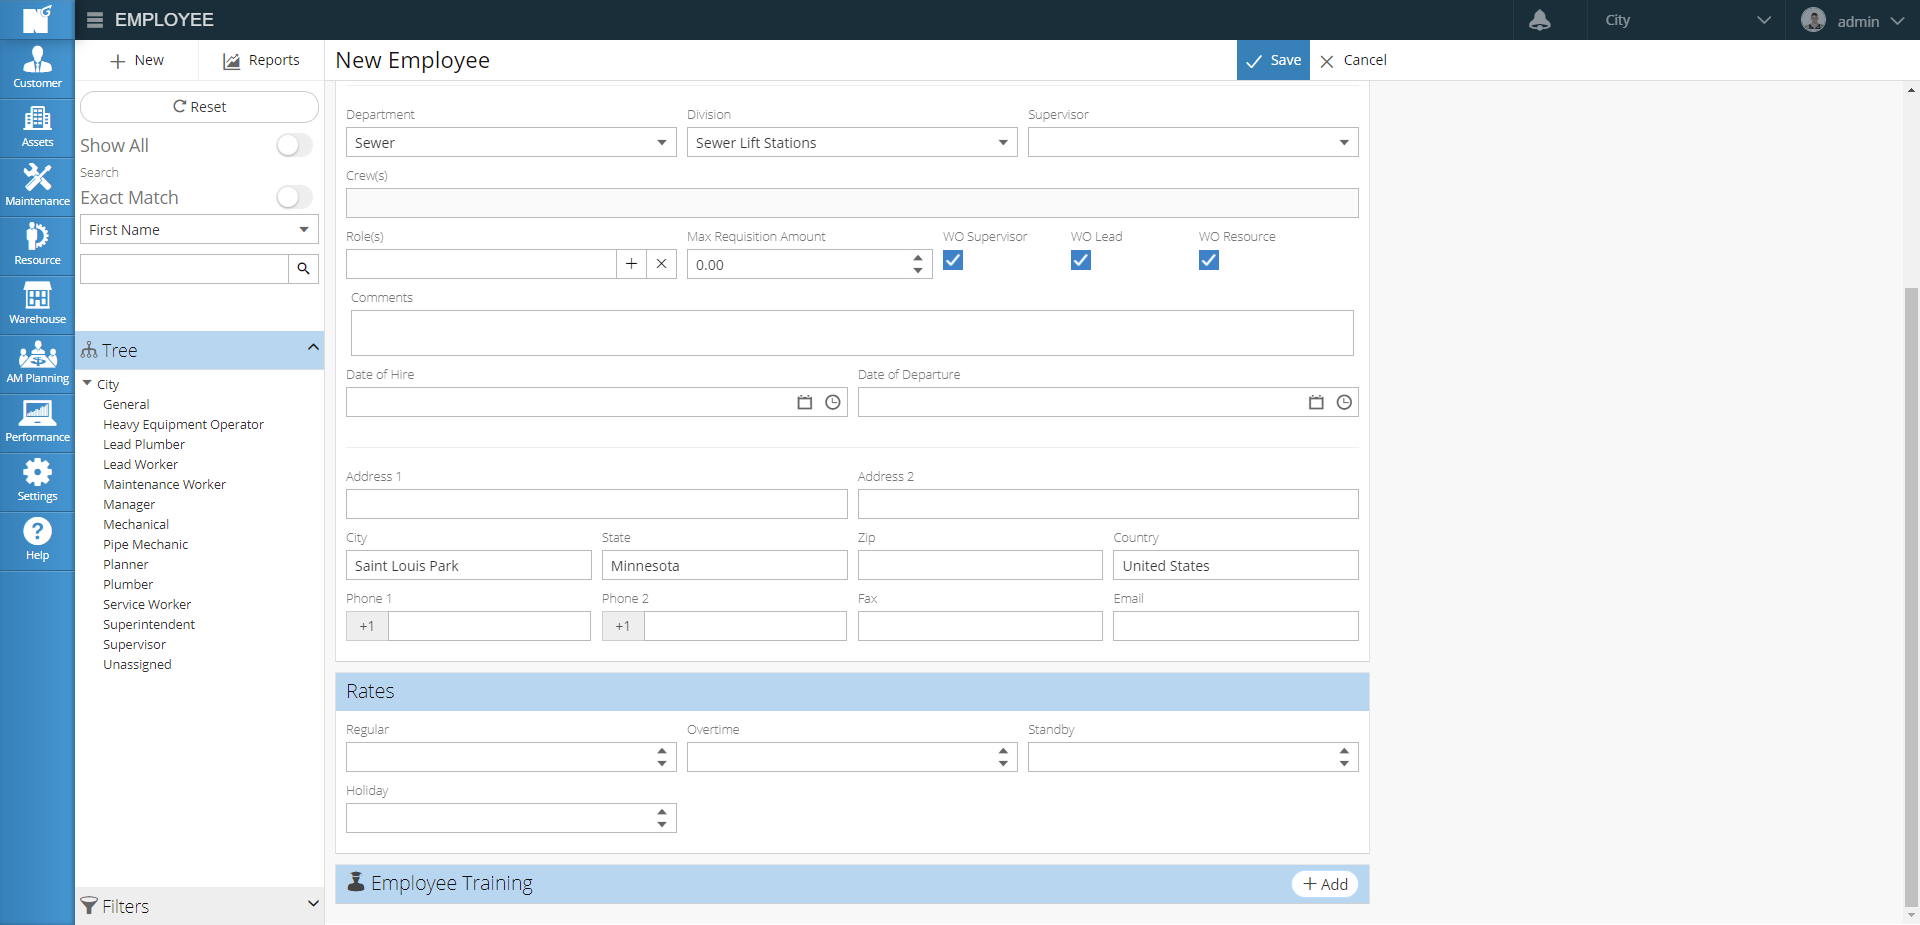 EMPLOYEE
City
admin
Customer
Assets
Maintenance
Resource
Warehouse
AM Planning
Performance
Settings
Help
New
Reports
Reset
Show All
Search
Exact Match
First Name
Tree
City
General
Heavy Equipment Operator
Lead Plumber
Lead Worker
Maintenance Worker
Manager
Mechanical
Pipe Mechanic
Planner
Plumber
Service Worker
Superintendent
Supervisor
Unassigned
Filters
New Employee
Save
Cancel
Department
Division
Supervisor
Sewer
Sewer Lift Stations
Crew(s)
Role(s)
Max Requisition Amount
WO Supervisor
WO Lead
WO Resource
0.00
Comments
Date of Hire
Date of Departure
Address 1
Address 2
City
State
Zip
Country
Saint Louis Park
Minnesota
United States
Phone 1
Phone 2
Fax
Email
+1
+1
Rates
Regular
Overtime
Standby
Holiday
Employee Training
+ Add